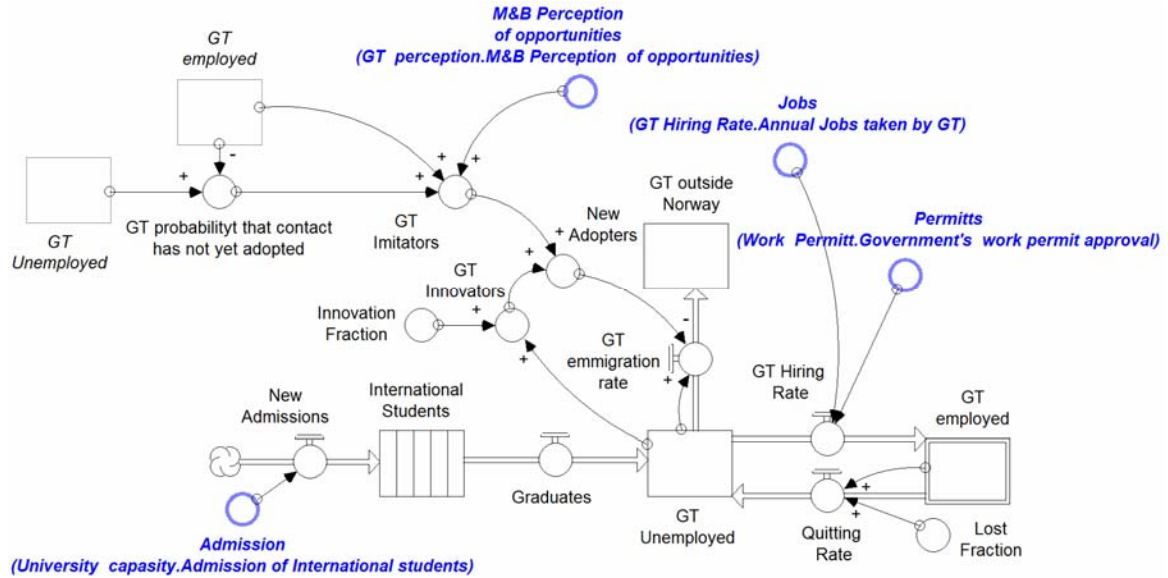 M&B Perception
of opportunities
(GT perception.M&B Perception of opportunities)
GT
employed
Jobs
(GT Hiring Rate.Annual Jobs taken by GT)
-
+
+
+
+
GT outside
Norway
GT
Unemployed
GT probabilityt that contact
has not yet adopted
GT
Imitators
New
Adopters
Permitts
(Work Permitt.Government's work permit approval)
+
+
GT
Innovators
Innovation
Fraction
+
+
-
GT
emmigration
rate
+
GT Hiring
Rate
New
Admissions
International
Students
GT
employed
Graduates
GT
Unemployed
+
+
Quitting
Rate
Lost
Fraction
Admission
(University capasity.Admission of International students)